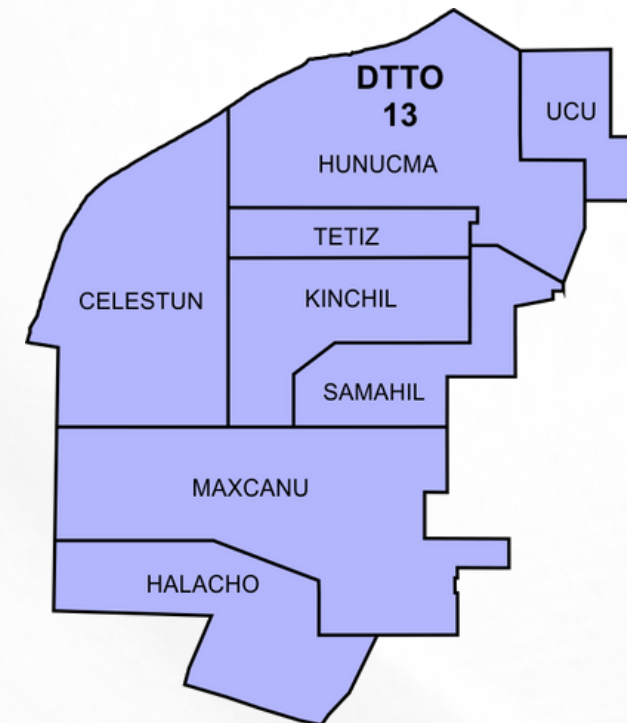 DTTO
13
UCU
HUNUCMA
TETIZ
CELESTUN
KINCHIL
SAMAHIL
MAXCANU
HALACHO